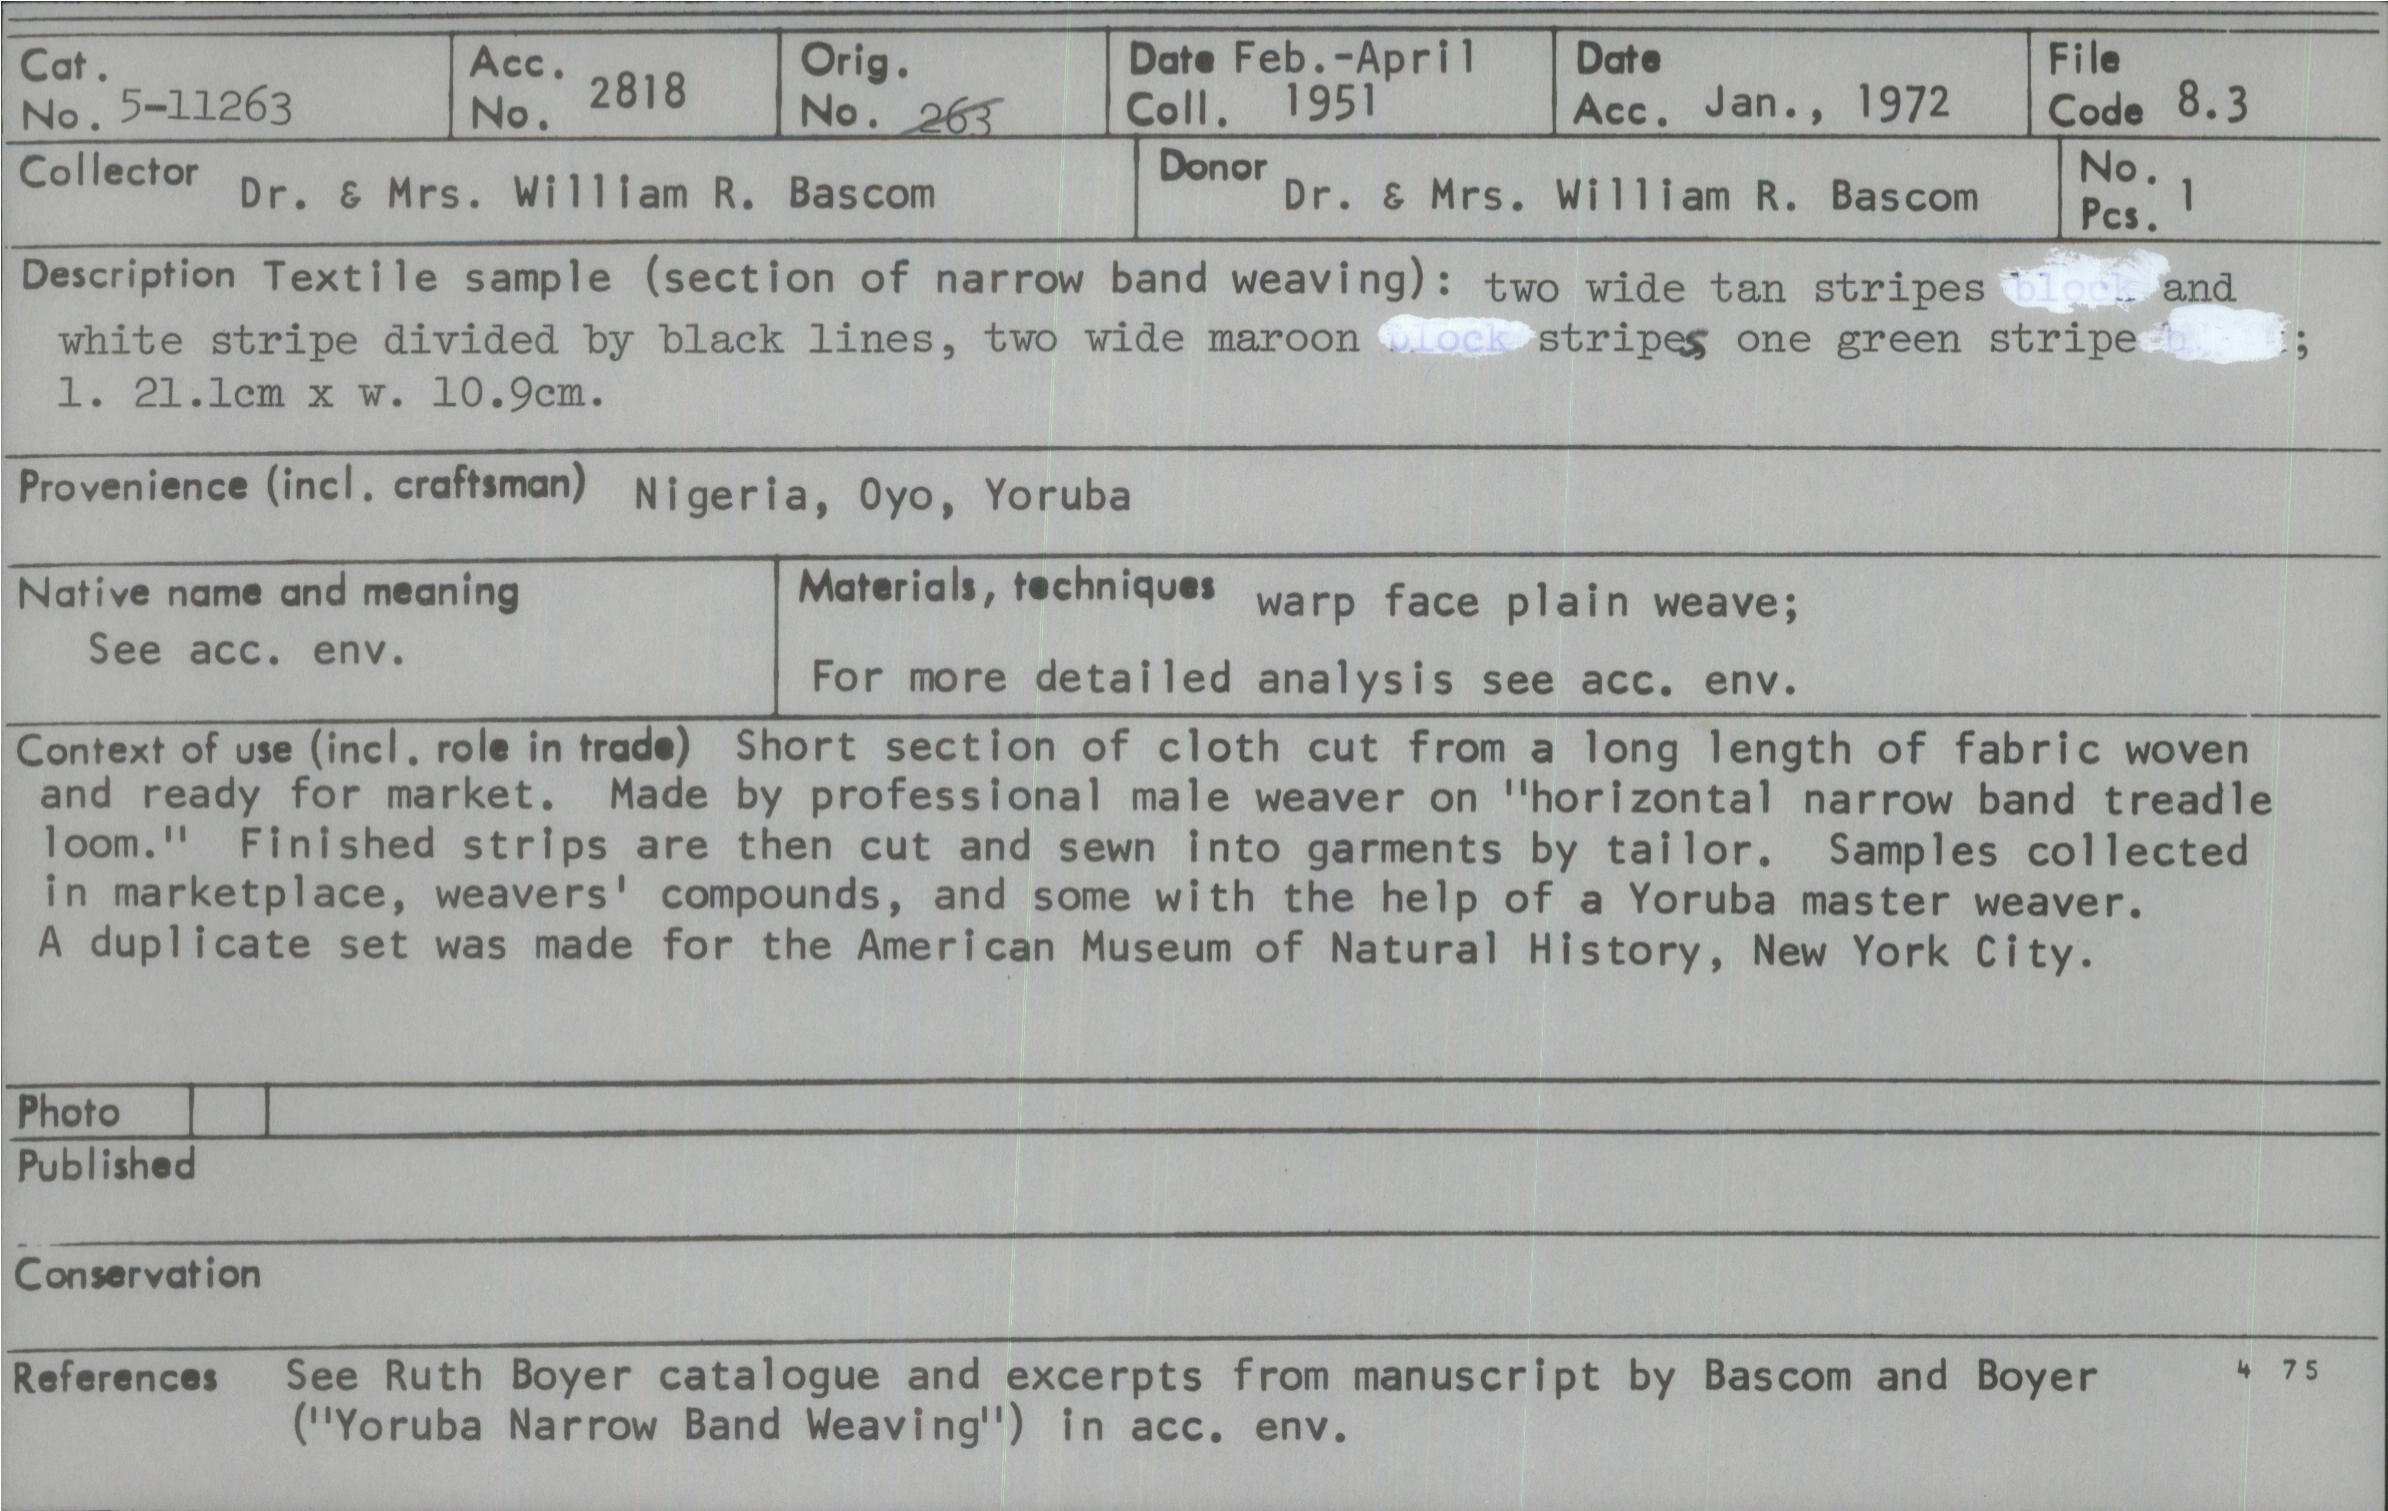 Cat. No. 5-11263
Acc. No. 2818
Orig. No. 263
Date Coll. Feb.-April 1951
Date Acc. Jan., 1972
File Code 8.3
Collector Dr. & Mrs. William R. Bascom
Donor Dr. & Mrs. William R. Bascom
No. Pcs. 1
Description Textile sample (section of narrow band weaving): two wide tan stripes block and
white stripe divided by black lines, two wide maroon block stripes one green stripe ;
l. 21.1cm x w. 10.9cm.
Provenience (incl. craftsman) Nigeria, Oyo, Yoruba
Native name and meaning
See acc. env.
Materials, techniques warp face plain weave;
For more detailed analysis see acc. env.
Context of use (incl. role in trade) Short section of cloth cut from a long length of fabric woven
and ready for market. Made by professional male weaver on "horizontal narrow band treadle
loom." Finished strips are then cut and sewn into garments by tailor. Samples collected
in marketplace, weavers' compounds, and some with the help of a Yoruba master weaver.
A duplicate set was made for the American Museum of Natural History, New York City.
Photo
Published
Conservation
References See Ruth Boyer catalogue and excerpts from manuscript by Bascom and Boyer 4 75
("Yoruba Narrow Band Weaving") in acc. env.